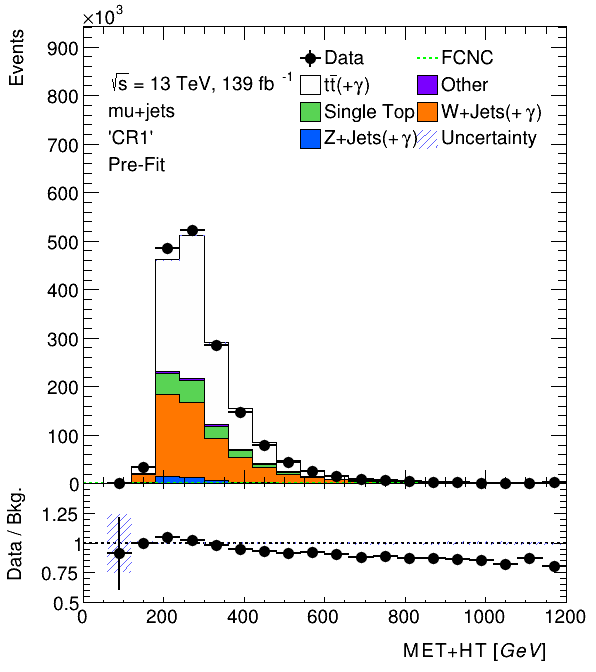 ×10³
Events
900
800
700
600
500
400
300
200
100
0
√s = 13 TeV, 139 fb⁻¹
mu+jets
'CR1'
Pre-Fit
Data
FCNC
tt̄(+γ)
Other
Single Top
W+Jets(+γ)
Z+Jets(+γ)
Uncertainty
Data / Bkg.
1.25
1
0.75
0.5
0 200 400 600 800 1000 1200
MET+HT [GeV]